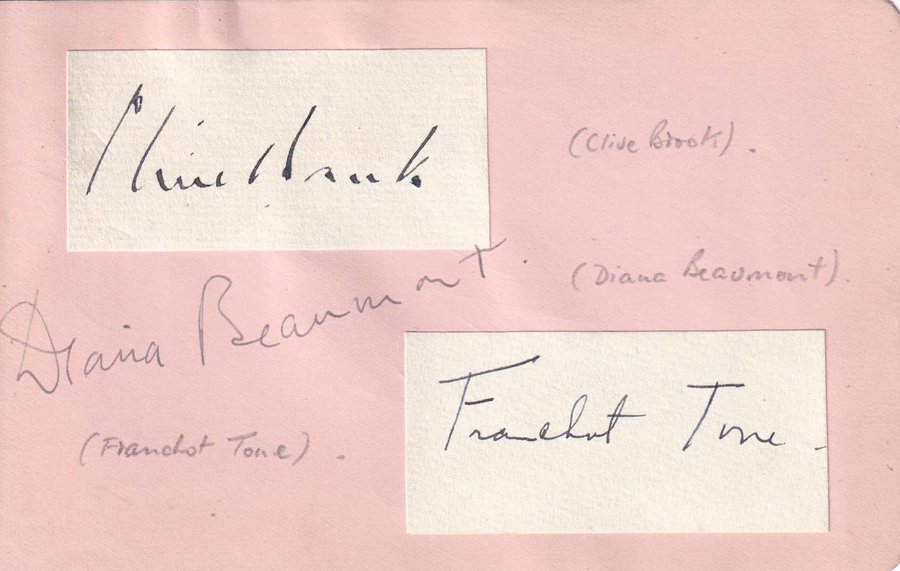 Clive Brook
(Clive Brook).
Diana Beaumont.
(Diana Beaumont).
Franchot Tone.
(Franchot Tone).